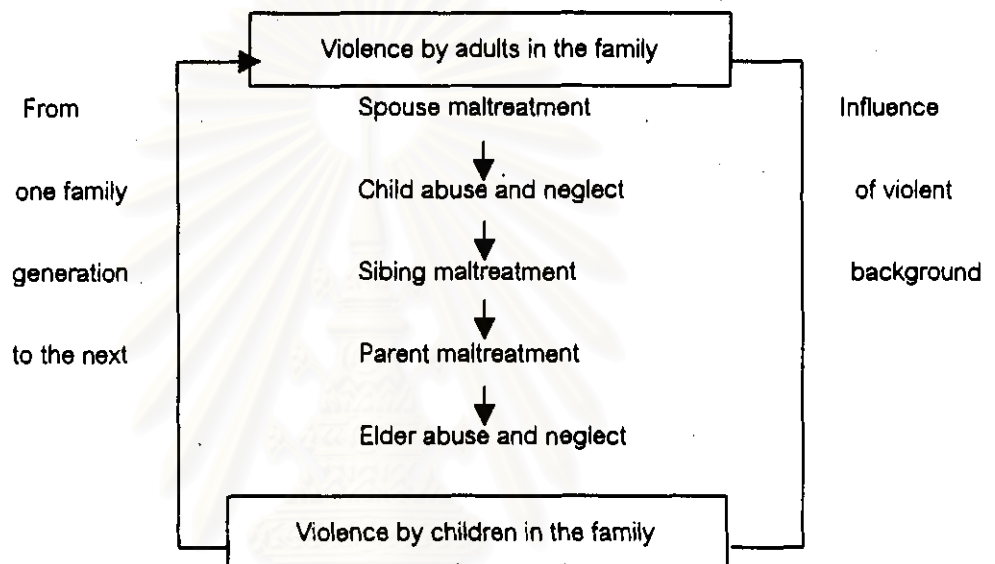 Violence by adults in the family
From
Spouse maltreatment
Influence
one family
Child abuse and neglect
of violent
generation
Sibing maltreatment
background
to the next
Parent maltreatment
Elder abuse and neglect
Violence by children in the family